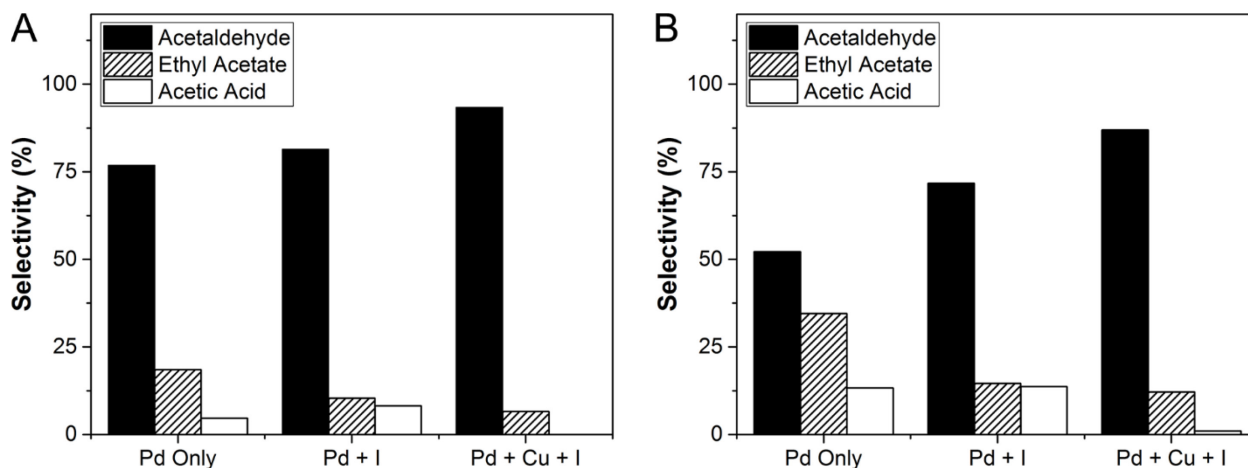 A
Acetaldehyde
Ethyl Acetate
Acetic Acid
Selectivity (%)
100
75
50
25
0
Pd Only
Pd + I
Pd + Cu + I
B
Acetaldehyde
Ethyl Acetate
Acetic Acid
Selectivity (%)
100
75
50
25
0
Pd Only
Pd + I
Pd + Cu + I